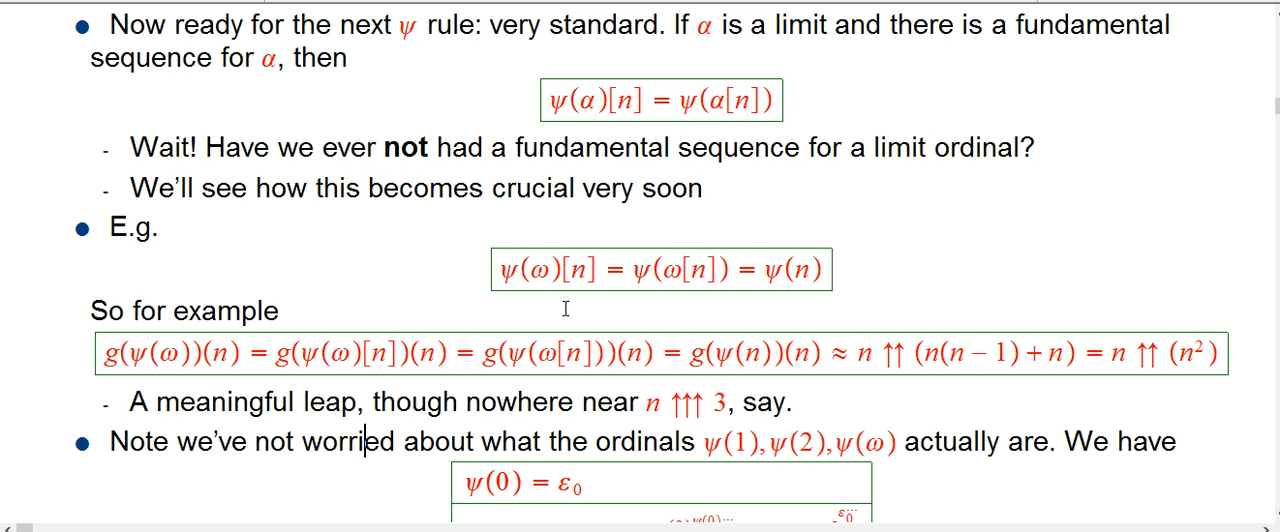 ● Now ready for the next ψ rule: very standard. If α is a limit and there is a fundamental
sequence for α, then
ψ(α)[n] = ψ(α[n])
- Wait! Have we ever not had a fundamental sequence for a limit ordinal?
- We'll see how this becomes crucial very soon
● E.g.
ψ(ω)[n] = ψ(ω[n]) = ψ(n)
So for example
g(ψ(ω))(n) = g(ψ(ω)[n])(n) = g(ψ(ω[n]))(n) = g(ψ(n))(n) ≈ n ↑↑ (n(n − 1) + n) = n ↑↑ (n²)
- A meaningful leap, though nowhere near n ↑↑↑ 3, say.
● Note we've not worried about what the ordinals ψ(1), ψ(2), ψ(ω) actually are. We have
ψ(0) = ε₀